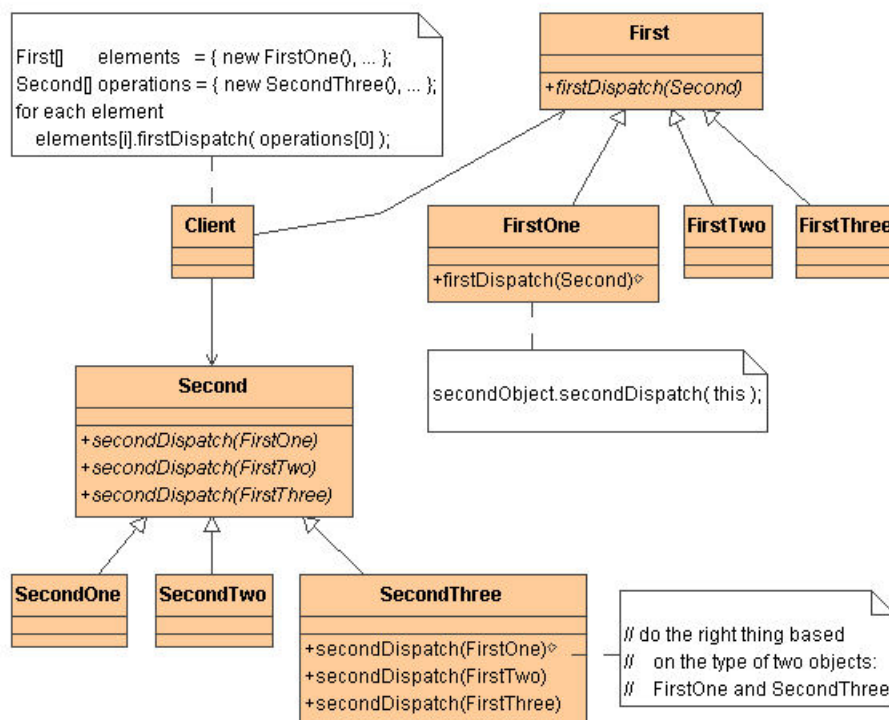 First[] elements = { new FirstOne(), ... };
Second[] operations = { new SecondThree(), ... };
for each element
elements[i].firstDispatch( operations[0] );
First
+firstDispatch(Second)
Client
FirstOne
+firstDispatch(Second)
FirstTwo
FirstThree
secondObject.secondDispatch( this );
Second
+secondDispatch(FirstOne)
+secondDispatch(FirstTwo)
+secondDispatch(FirstThree)
SecondOne
SecondTwo
SecondThree
+secondDispatch(FirstOne)
+secondDispatch(FirstTwo)
+secondDispatch(FirstThree)
// do the right thing based
// on the type of two objects:
// FirstOne and SecondThree